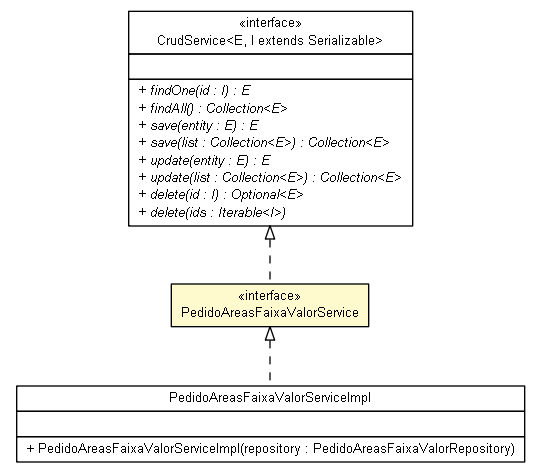 «interface»
CrudService<E, I extends Serializable>
+ findOne(id : I) : E
+ findAll() : Collection<E>
+ save(entity : E) : E
+ save(list : Collection<E>) : Collection<E>
+ update(entity : E) : E
+ update(list : Collection<E>) : Collection<E>
+ delete(id : I) : Optional<E>
+ delete(ids : Iterable<I>)
«interface»
PedidoAreasFaixaValorService
PedidoAreasFaixaValorServiceImpl
+ PedidoAreasFaixaValorServiceImpl(repository : PedidoAreasFaixaValorRepository)